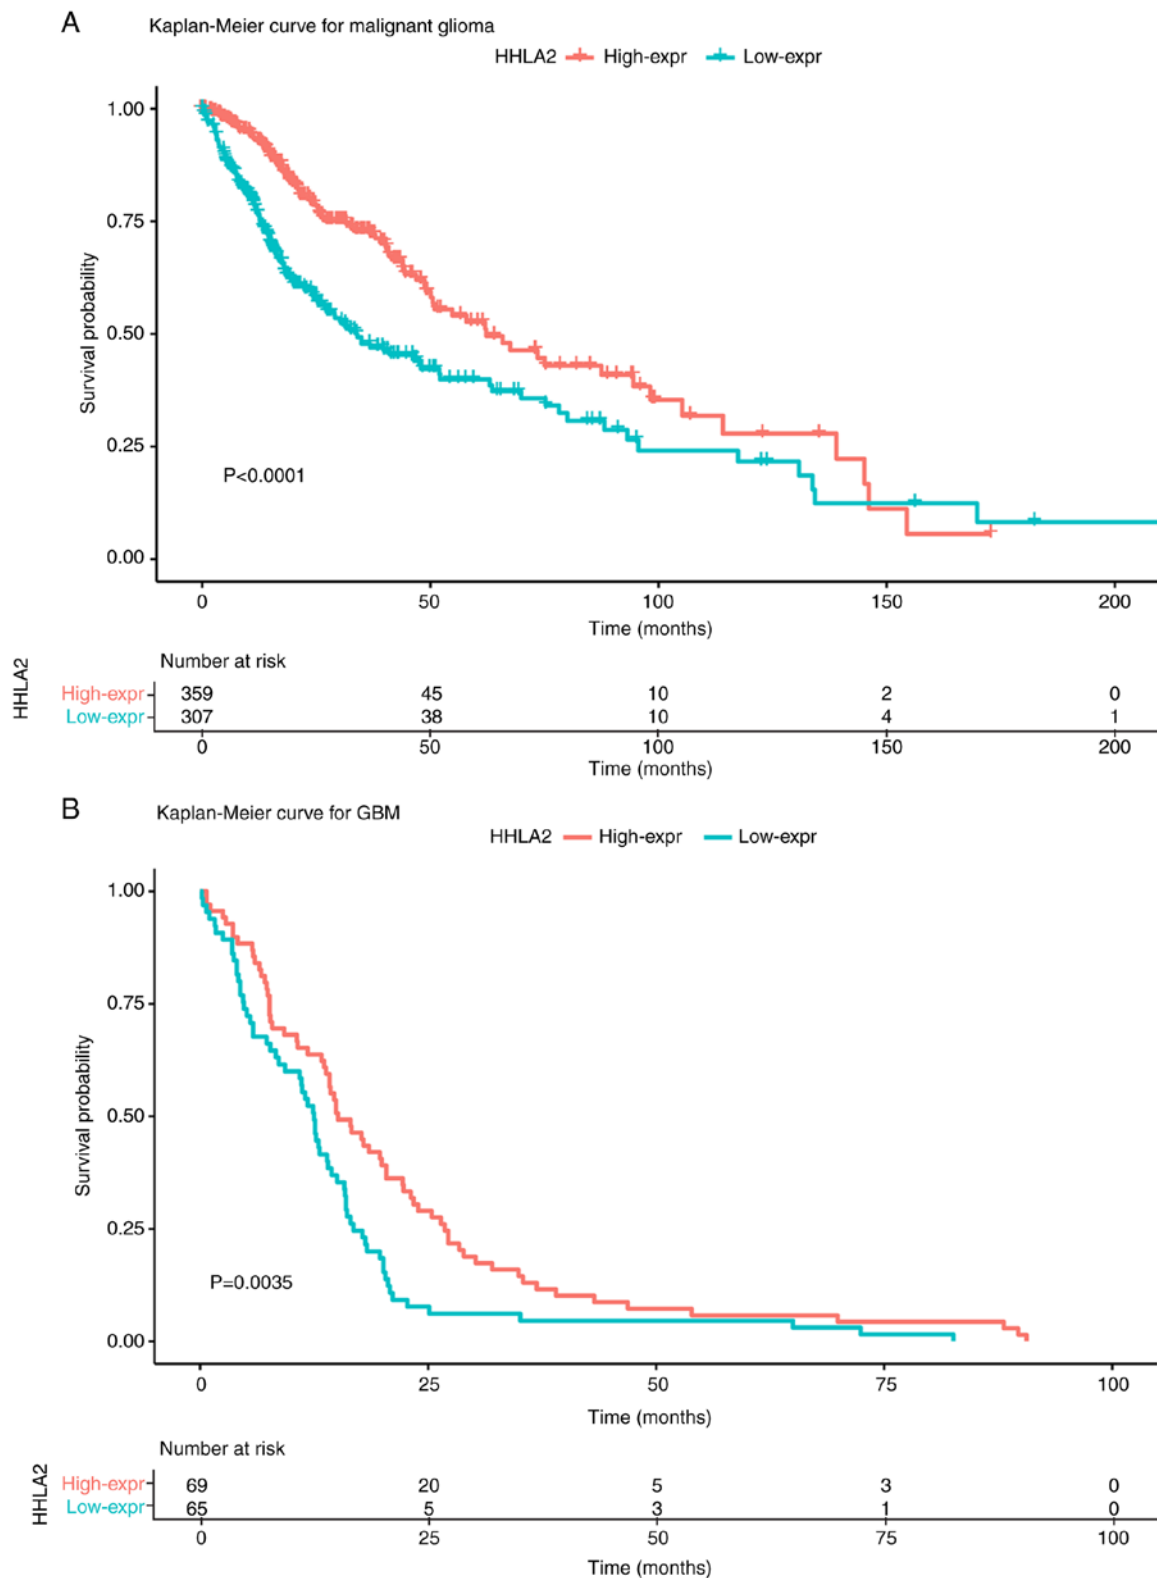 A
Kaplan-Meier curve for malignant glioma
HHLA2 High-expr Low-expr
1.00
0.75
0.50
0.25
0.00
Survival probability
P<0.0001
0 50 100 150 200
Time (months)
HHLA2
Number at risk
High-expr 359 45 10 2 0
Low-expr 307 38 10 4 1
0 50 100 150 200
Time (months)
B
Kaplan-Meier curve for GBM
HHLA2 High-expr Low-expr
1.00
0.75
0.50
0.25
0.00
Survival probability
P=0.0035
0 25 50 75 100
Time (months)
HHLA2
Number at risk
High-expr 69 20 5 3 0
Low-expr 65 5 3 1 0
0 25 50 75 100
Time (months)